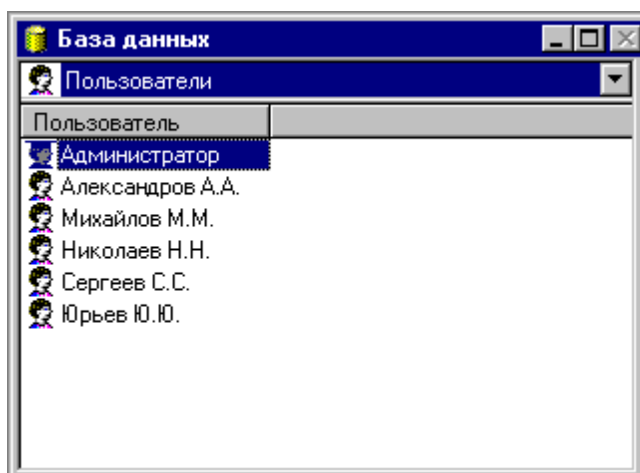 База данных
Пользователи
Пользователь
Администратор
Александров А.А.
Михайлов М.М.
Николаев Н.Н.
Сергеев С.С.
Юрьев Ю.Ю.